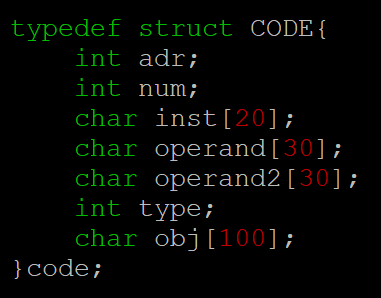 typedef struct CODE{
    int adr;
    int num;
    char inst[20];
    char operand[30];
    char operand2[30];
    int type;
    char obj[100];
}code;